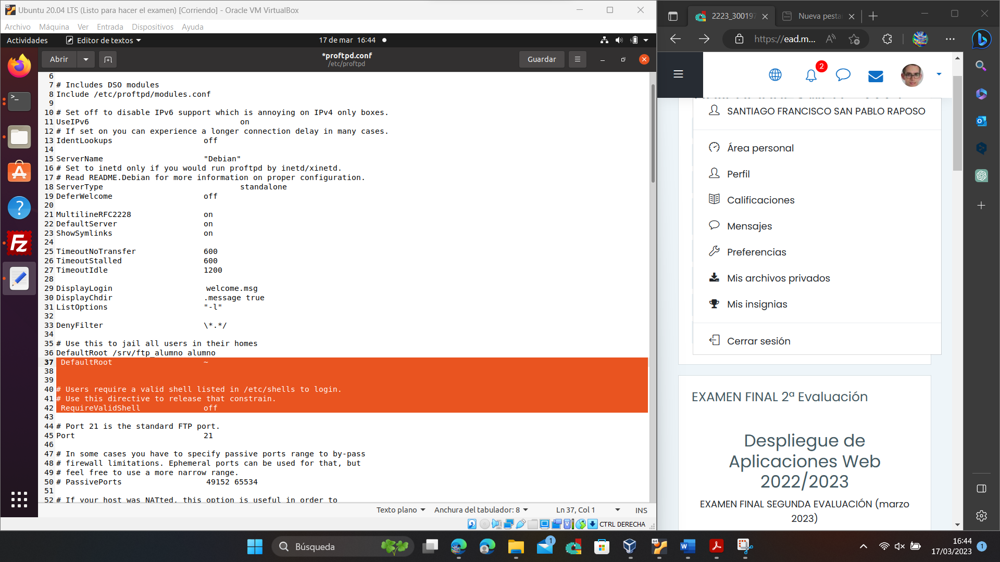 Ubuntu 20.04 LTS (Listo para hacer el examen) [Corriendo] - Oracle VM VirtualBox
Archivo Máquina Ver Entrada Dispositivos Ayuda
Actividades Editor de textos 17 de mar 16:44
Abrir *proftpd.conf Guardar
/etc/proftpd
6
7 # Includes DSO modules
8 Include /etc/proftpd/modules.conf
9
10 # Set off to disable IPv6 support which is annoying on IPv4 only boxes.
11 UseIPv6 on
12 # If set on you can experience a longer connection delay in many cases.
13 IdentLookups off
14
15 ServerName "Debian"
16 # Set to inetd only if you would run proftpd by inetd/xinetd.
17 # Read README.Debian for more information on proper configuration.
18 ServerType standalone
19 DeferWelcome off
20
21 MultilineRFC2228 on
22 DefaultServer on
23 ShowSymlinks on
24
25 TimeoutNoTransfer 600
26 TimeoutStalled 600
27 TimeoutIdle 1200
28
29 DisplayLogin welcome.msg
30 DisplayChdir .message true
31 ListOptions "-l"
32
33 DenyFilter \*.*/
34
35 # Use this to jail all users in their homes
36 DefaultRoot /srv/ftp_alumno alumno
37 DefaultRoot ~
38
39
40 # Users require a valid shell listed in /etc/shells to login.
41 # Use this directive to release that constrain.
42 RequireValidShell off
43
44 # Port 21 is the standard FTP port.
45 Port 21
46
47 # In some cases you have to specify passive ports range to by-pass
48 # firewall limitations. Ephemeral ports can be used for that, but
49 # feel free to use a more narrow range.
50 # PassivePorts 49152 65534
51
52 # If your host was NATted, this option is useful in order to
Texto plano Anchura del tabulador: 8 Ln 37, Col 1 INS
CTRL DERECHA
2223_300197
Nueva pesta
https://ead.m...
2
SANTIAGO FRANCISCO SAN PABLO RAPOSO
Área personal
Perfil
Calificaciones
Mensajes
Preferencias
Mis archivos privados
Mis insignias
Cerrar sesión
EXAMEN FINAL 2ª Evaluación
Despliegue de
Aplicaciones Web
2022/2023
EXAMEN FINAL SEGUNDA EVALUACIÓN (marzo
2023)
Búsqueda
1
16:44
17/03/2023
1